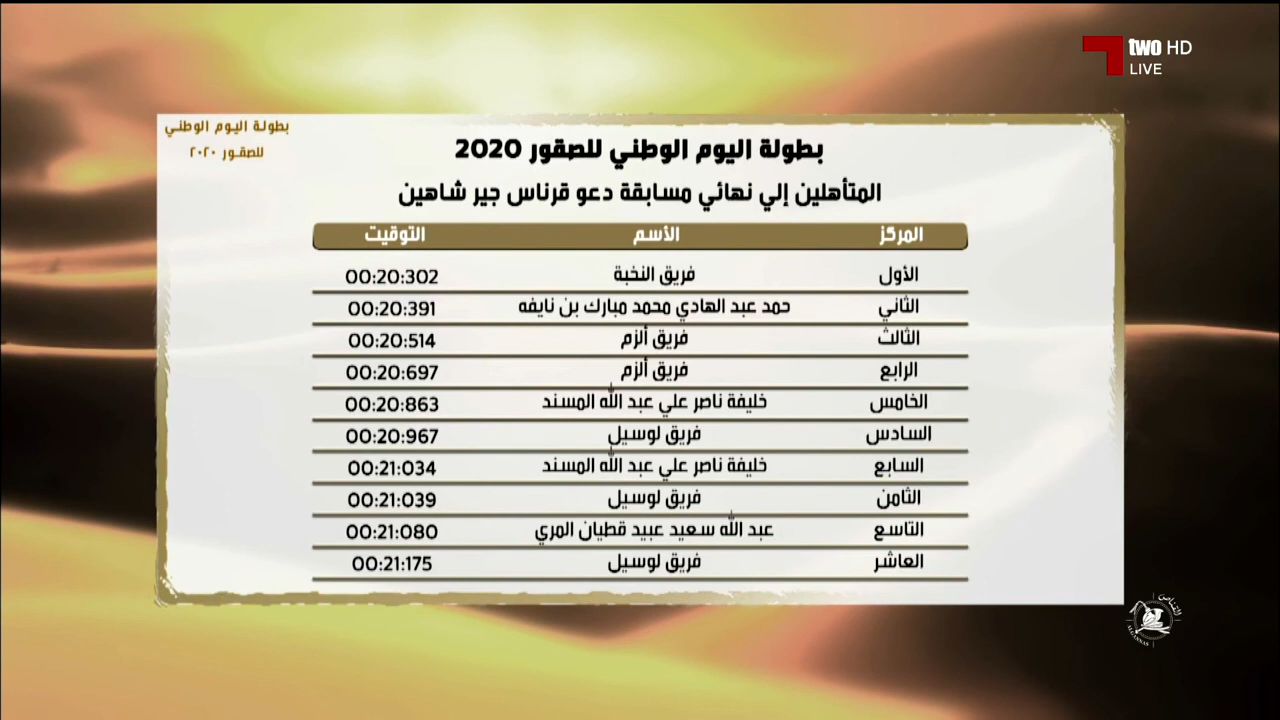 two HD
LIVE
بطولة اليوم الوطني
للصقور ٢٠٢٠
بطولة اليوم الوطني للصقور 2020
المتأهلين إلي نهائي مسابقة دعو قرناس جير شاهين
المركز الأسم التوقيت
الأول فريق النخبة 00:20:302
الثاني حمد عبد الهادي محمد مبارك بن نايفه 00:20:391
الثالث فريق ألزم 00:20:514
الرابع فريق ألزم 00:20:697
الخامس خليفة ناصر علي عبد الله المسند 00:20:863
السادس فريق لوسيل 00:20:967
السابع خليفة ناصر علي عبد الله المسند 00:21:034
الثامن فريق لوسيل 00:21:039
التاسع عبد الله سعيد عبيد قطيان المري 00:21:080
العاشر فريق لوسيل 00:21:175
القناص
ALGANNAS